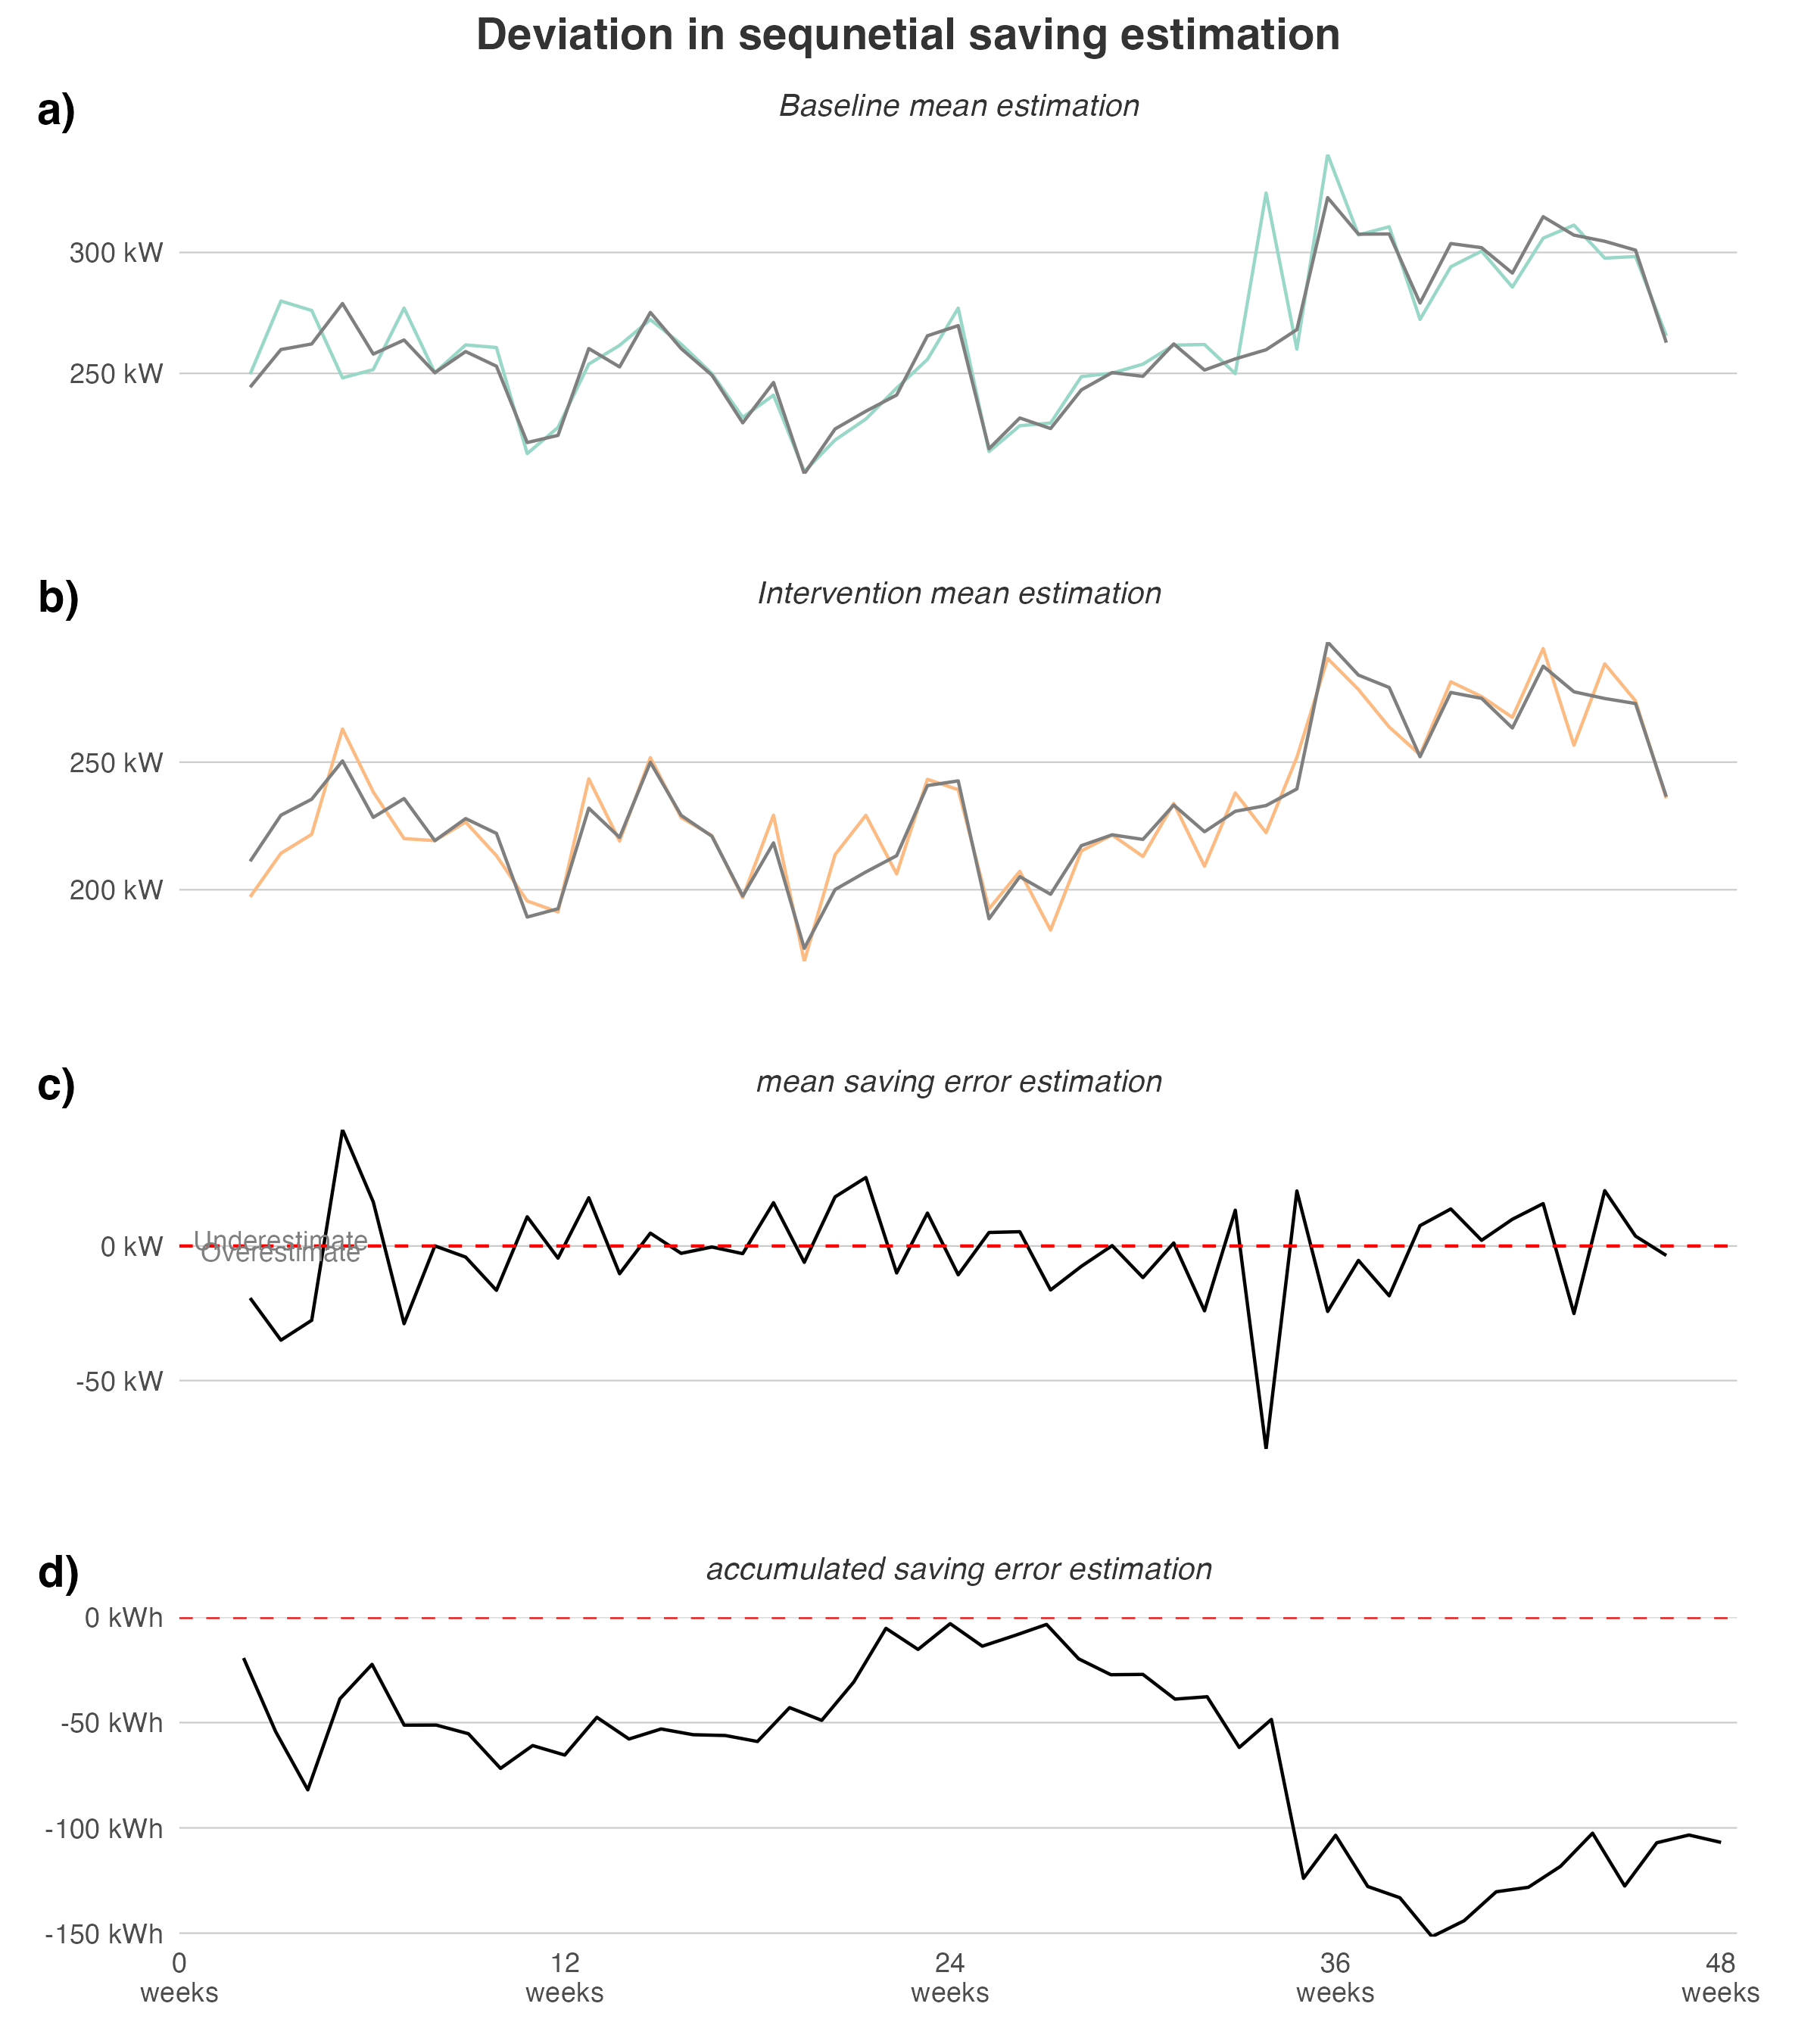 Deviation in sequnetial saving estimation
a)
Baseline mean estimation
300 kW
250 kW
b)
Intervention mean estimation
250 kW
200 kW
c)
mean saving error estimation
Underestimate
0 kW
Overestimate
-50 kW
d)
accumulated saving error estimation
0 kWh
-50 kWh
-100 kWh
-150 kWh
0 12 24 36 48
weeks weeks weeks weeks weeks